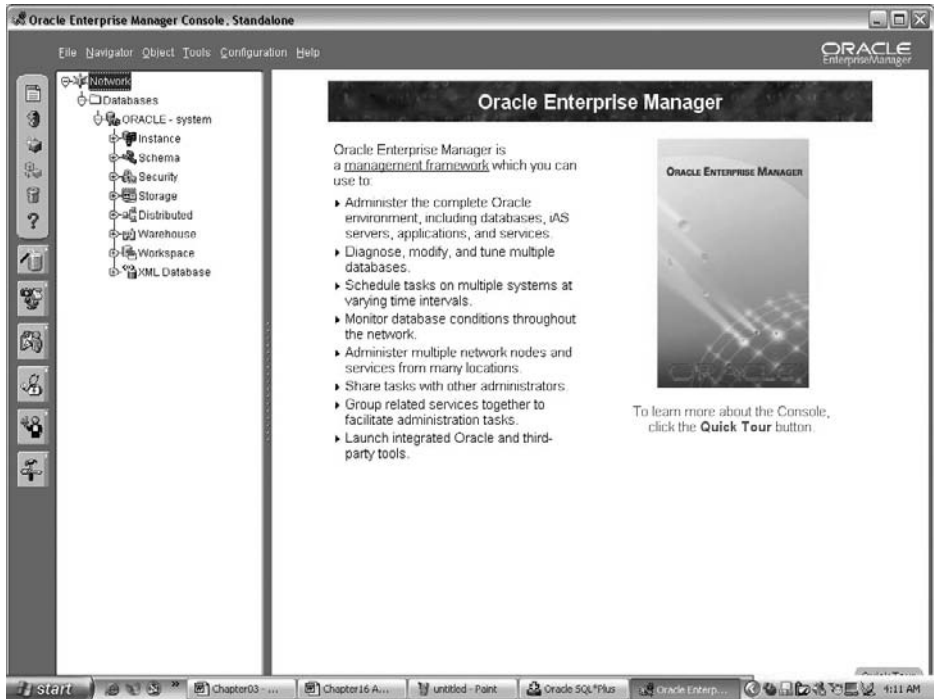 Oracle Enterprise Manager Console, Standalone
File Navigator Object Tools Configuration Help
ORACLE
EnterpriseManager
Network
Databases
ORACLE - system
Instance
Schema
Security
Storage
Distributed
Warehouse
Workspace
XML Database
Oracle Enterprise Manager
Oracle Enterprise Manager is
a management framework which you can
use to:
Administer the complete Oracle
environment, including databases, iAS
servers, applications, and services.
Diagnose, modify, and tune multiple
databases.
Schedule tasks on multiple systems at
varying time intervals.
Monitor database conditions throughout
the network.
Administer multiple network nodes and
services from many locations.
Share tasks with other administrators.
Group related services together to
facilitate administration tasks.
Launch integrated Oracle and third-
party tools.
ORACLE ENTERPRISE MANAGER
ORACLE
To learn more about the Console,
click the Quick Tour button.
Quick Tour
start
Chapter03 - ...
Chapter16 A...
untitled - Paint
Oracle SQL*Plus
Oracle Enterp...
4:11 AM